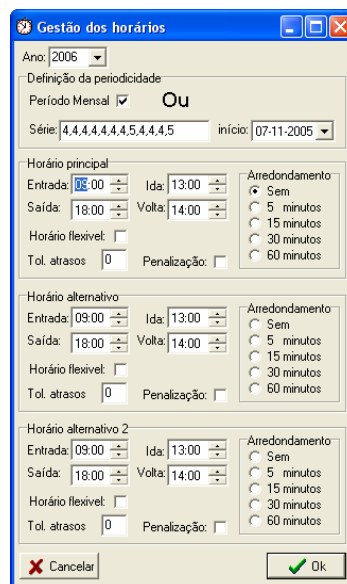 Gestão dos horários
Ano: 2006
Definição da periodicidade
Período Mensal Ou
Série: 4,4,4,4,4,4,4,5,4,4,4,5 início: 07-11-2005
Horário principal
Entrada: 09:00 Ida: 13:00
Saída: 18:00 Volta: 14:00
Horário flexivel:
Tol. atrasos 0 Penalização:
Arredondamento
Sem
5 minutos
15 minutos
30 minutos
60 minutos
Horário alternativo
Entrada: 09:00 Ida: 13:00
Saída: 18:00 Volta: 14:00
Horário flexivel:
Tol. atrasos 0 Penalização:
Arredondamento
Sem
5 minutos
15 minutos
30 minutos
60 minutos
Horário alternativo 2
Entrada: 09:00 Ida: 13:00
Saída: 18:00 Volta: 14:00
Horário flexivel:
Tol. atrasos 0 Penalização:
Arredondamento
Sem
5 minutos
15 minutos
30 minutos
60 minutos
Cancelar Ok